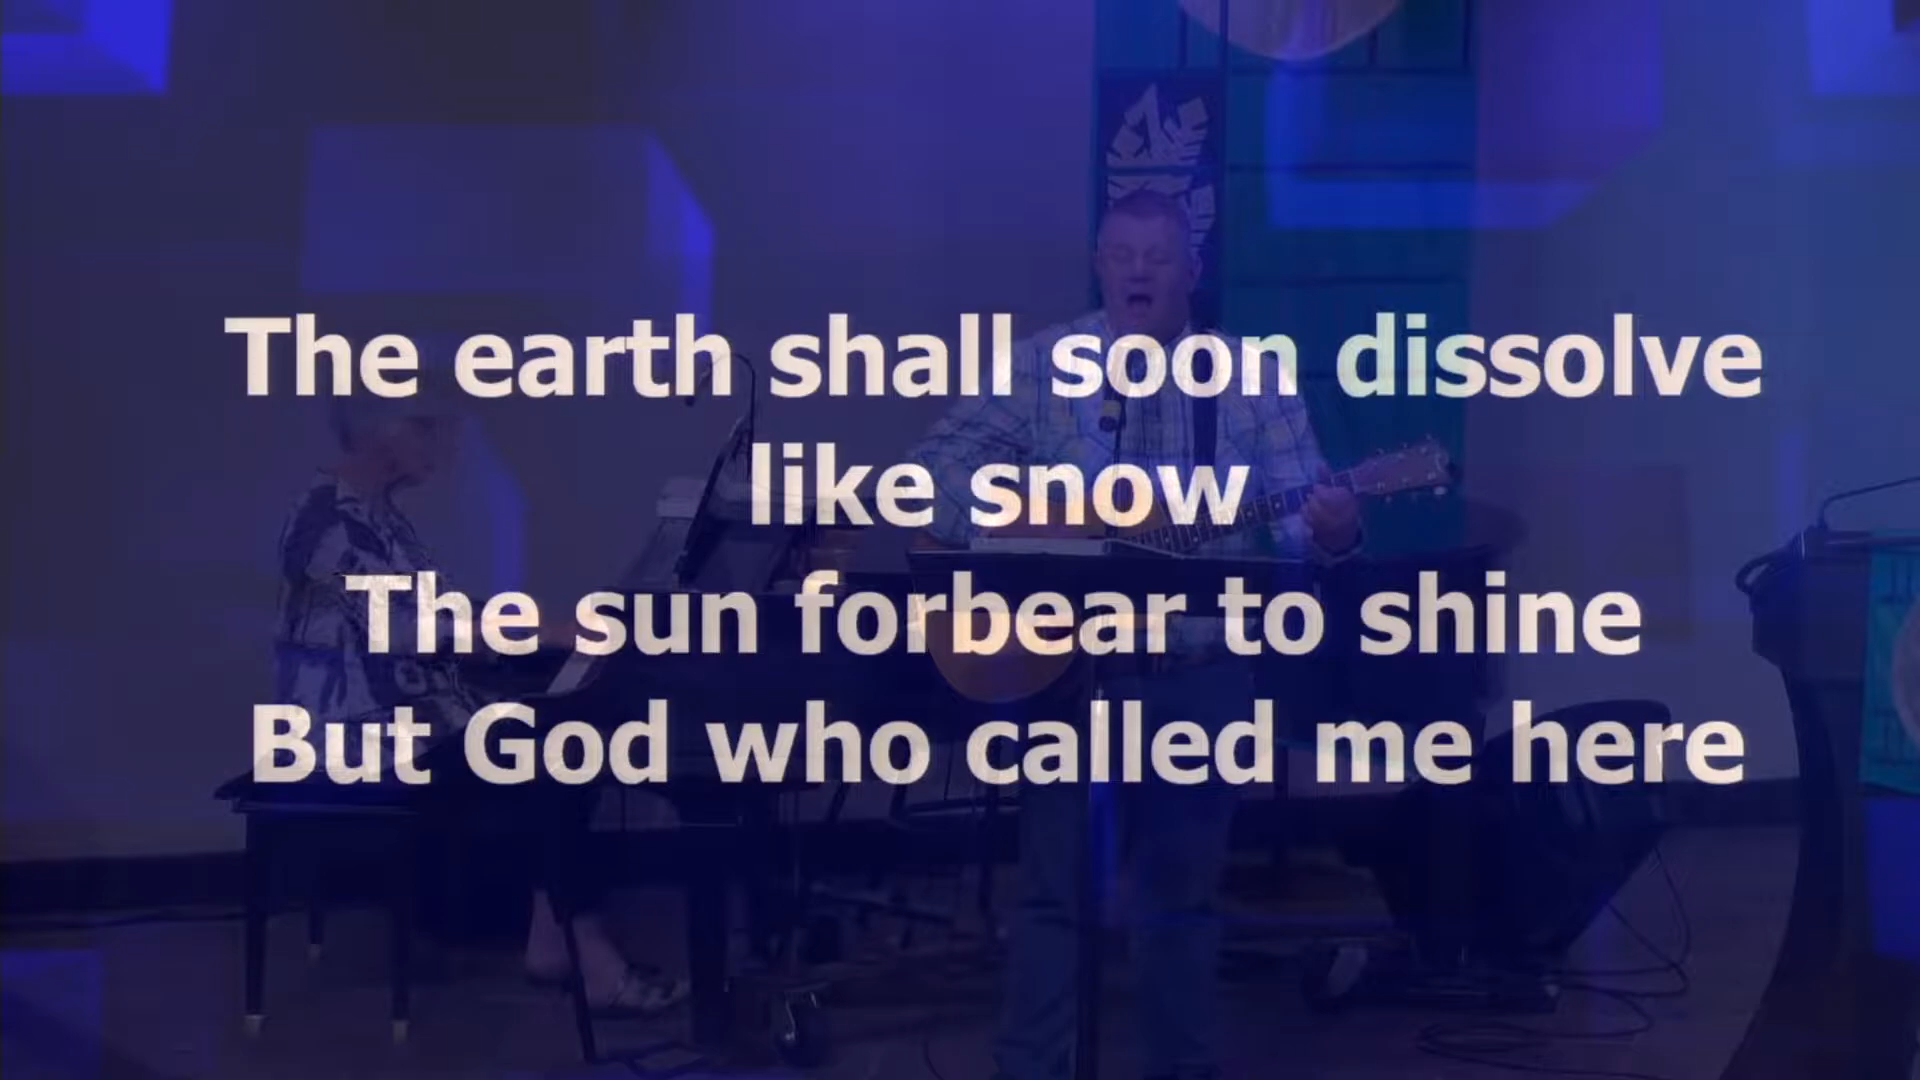 The earth shall soon dissolve
like snow
The sun forbear to shine
But God who called me here